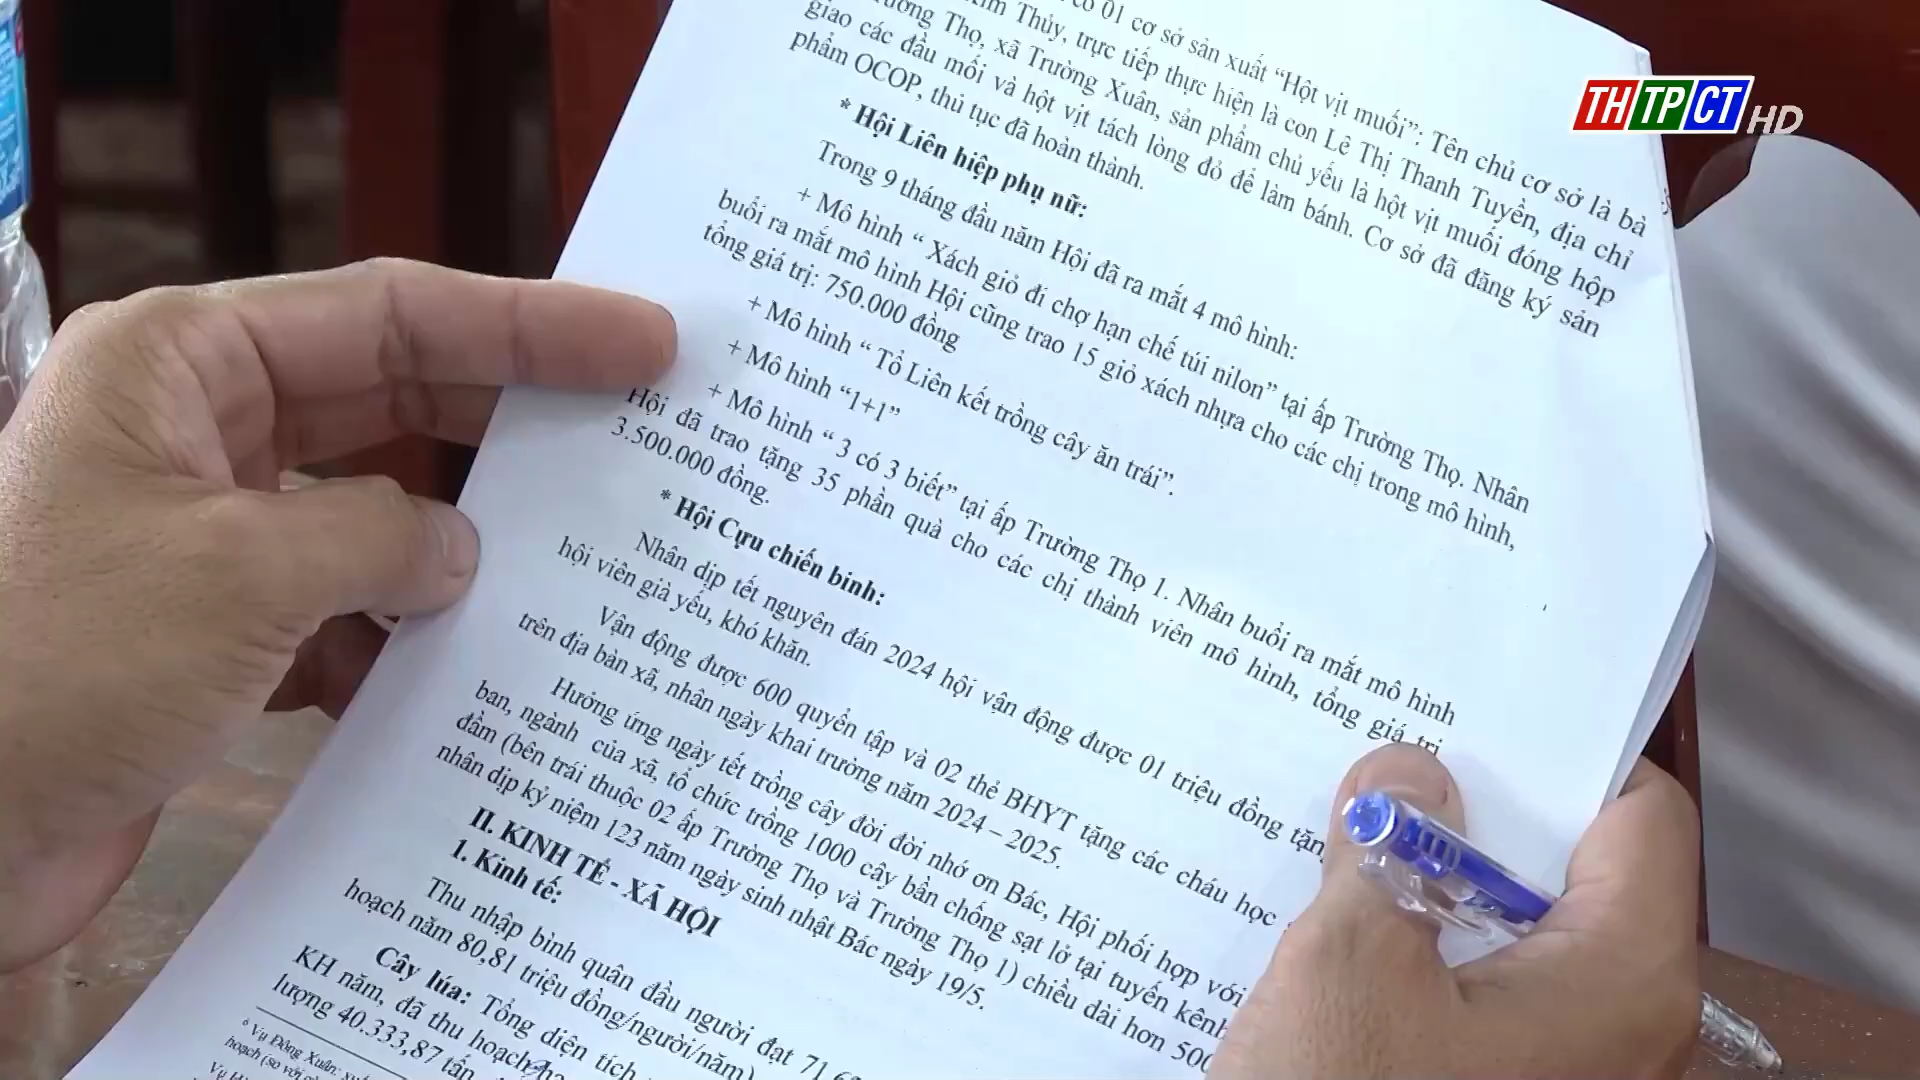 có 01 cơ sở sản xuất “Hột vịt muối”: Tên chủ cơ sở là bà
Kim Thủy, trực tiếp thực hiện là con Lê Thị Thanh Tuyền, địa chỉ
Trường Thọ, xã Trường Xuân, sản phẩm chủ yếu là hột vịt muối đóng hộp
giao các đầu mối và hột vịt tách lòng đỏ để làm bánh. Cơ sở đã đăng ký sản
phẩm OCOP, thủ tục đã hoàn thành.
* Hội Liên hiệp phụ nữ:
Trong 9 tháng đầu năm Hội đã ra mắt 4 mô hình:
+ Mô hình “ Xách giỏ đi chợ hạn chế túi nilon” tại ấp Trường Thọ. Nhân
buổi ra mắt mô hình Hội cũng trao 15 giỏ xách nhựa cho các chị trong mô hình,
tổng giá trị: 750.000 đồng
+ Mô hình “ Tổ Liên kết trồng cây ăn trái”.
+ Mô hình “1+1”
+ Mô hình “ 3 có 3 biết” tại ấp Trường Thọ 1. Nhân buổi ra mắt mô hình
Hội đã trao tặng 35 phần quà cho các chị thành viên mô hình, tổng giá trị
3.500.000 đồng.
* Hội Cựu chiến binh:
Nhân dịp tết nguyên đán 2024 hội vận động được 01 triệu đồng tặng
hội viên già yếu, khó khăn.
Vận động được 600 quyển tập và 02 thẻ BHYT tặng các cháu học
trên địa bàn xã, nhân ngày khai trường năm 2024 – 2025.
Hưởng ứng ngày tết trồng cây đời đời nhớ ơn Bác, Hội phối hợp với
ban, ngành của xã, tổ chức trồng 1000 cây bần chống sạt lở tại tuyến kênh
đầm (bên trái thuộc 02 ấp Trường Thọ và Trường Thọ 1) chiều dài hơn 500
nhân dịp kỷ niệm 123 năm ngày sinh nhật Bác ngày 19/5.
II. KINH TẾ - XÃ HỘI
1. Kinh tế:
Thu nhập bình quân đầu người đạt 71,6
hoạch năm 80,81 triệu đồng/người/năm)
Cây lúa: Tổng diện tích
KH năm, đã thu hoạch
lượng 40.333,87 tấn
6 Vụ Đông Xuân:
hoạch (so với
THTPCT HD